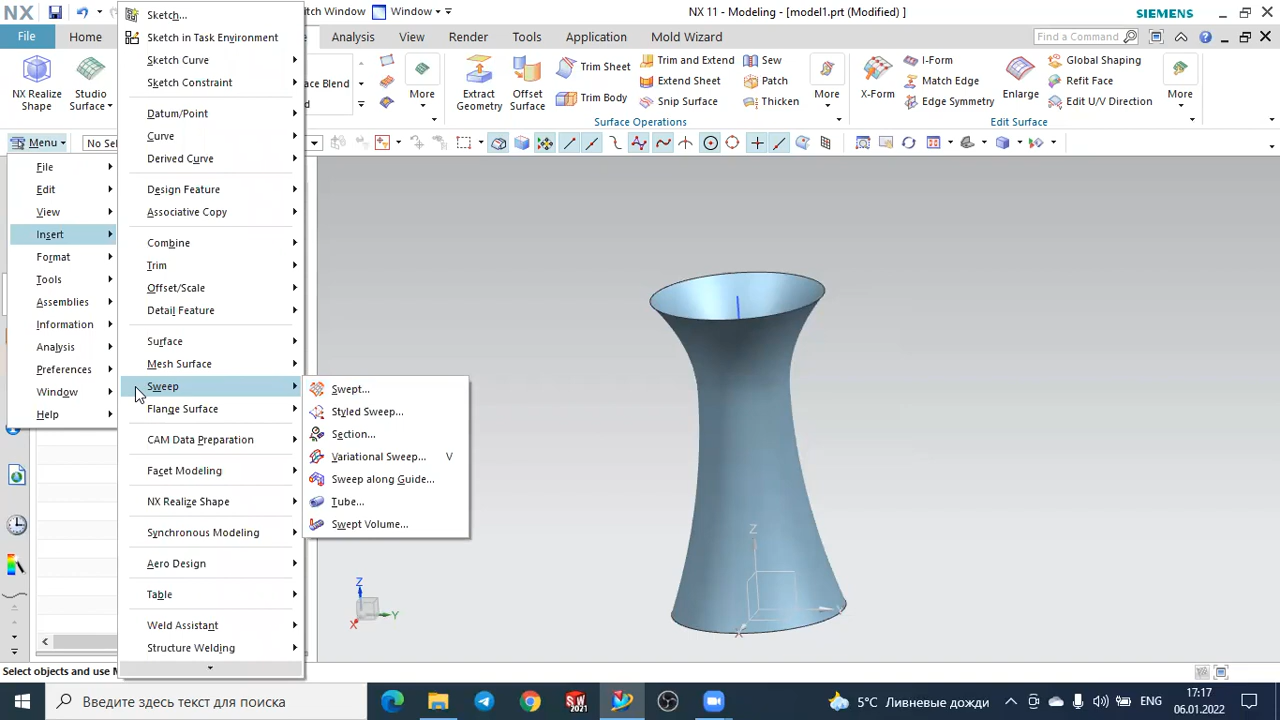 NX
Switch Window
Window
NX 11 - Modeling - [model1.prt (Modified) ]
SIEMENS
File
Home
Analysis
View
Render
Tools
Application
Mold Wizard
Find a Command
NX Realize Shape
Studio Surface
face Blend
More
Extract Geometry
Offset Surface
Trim Sheet
Trim Body
Trim and Extend
Extend Sheet
Snip Surface
Sew
Patch
Thicken
More
X-Form
I-Form
Match Edge
Edge Symmetry
Enlarge
Global Shaping
Refit Face
Edit U/V Direction
More
Surface Operations
Edit Surface
Menu
No Sel
File
Edit
View
Insert
Format
Tools
Assemblies
Information
Analysis
Preferences
Window
Help
Sketch...
Sketch in Task Environment
Sketch Curve
Sketch Constraint
Datum/Point
Curve
Derived Curve
Design Feature
Associative Copy
Combine
Trim
Offset/Scale
Detail Feature
Surface
Mesh Surface
Sweep
Flange Surface
CAM Data Preparation
Facet Modeling
NX Realize Shape
Synchronous Modeling
Aero Design
Table
Weld Assistant
Structure Welding
Swept...
Styled Sweep...
Section...
Variational Sweep... V
Sweep along Guide...
Tube...
Swept Volume...
Z
Y
X
Z
X
Select objects and use M
Введите здесь текст для поиска
SW
2021
5°C Ливневые дожди
ENG
17:17
06.01.2022